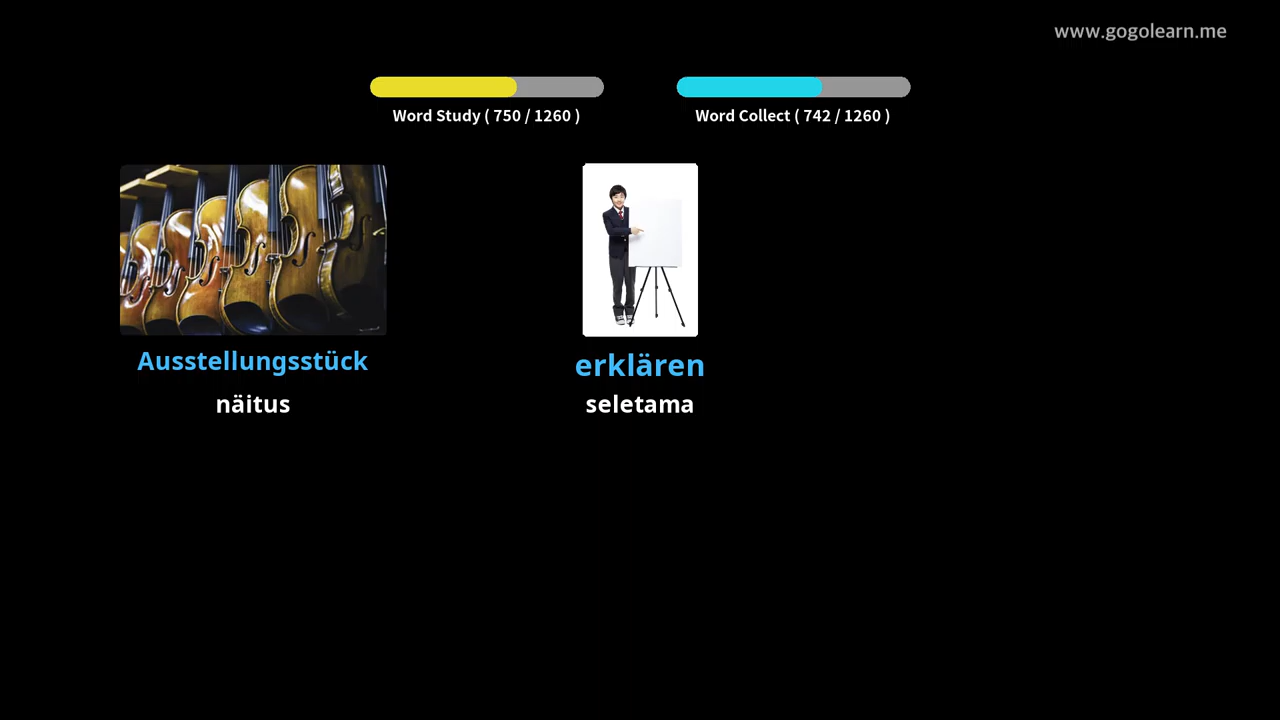 www.gogolearn.me
Word Study ( 750 / 1260 )
Word Collect ( 742 / 1260 )
Ausstellungsstück
näitus
erklären
seletama